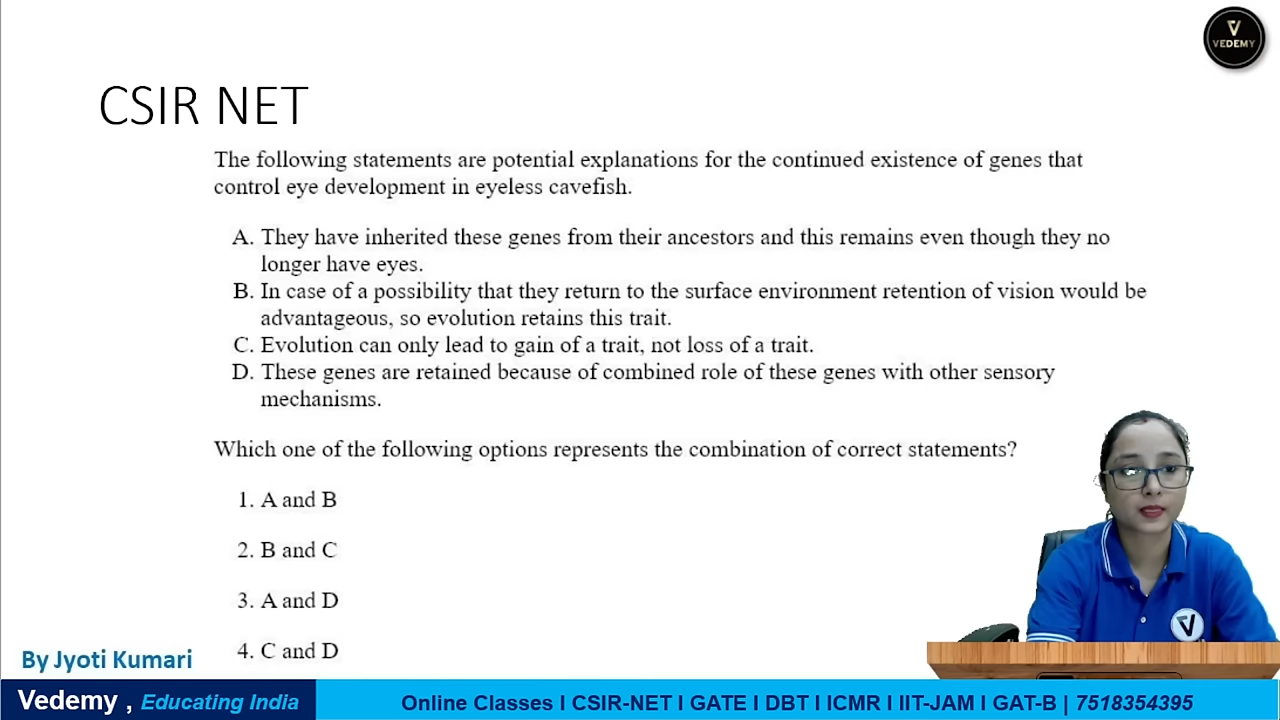 VEDEMY
CSIR NET
The following statements are potential explanations for the continued existence of genes that
control eye development in eyeless cavefish.
A. They have inherited these genes from their ancestors and this remains even though they no
longer have eyes.
B. In case of a possibility that they return to the surface environment retention of vision would be
advantageous, so evolution retains this trait.
C. Evolution can only lead to gain of a trait, not loss of a trait.
D. These genes are retained because of combined role of these genes with other sensory
mechanisms.
Which one of the following options represents the combination of correct statements?
1. A and B
2. B and C
3. A and D
4. C and D
By Jyoti Kumari
Vedemy , Educating India
Online Classes I CSIR-NET I GATE I DBT I ICMR I IIT-JAM I GAT-B | 7518354395